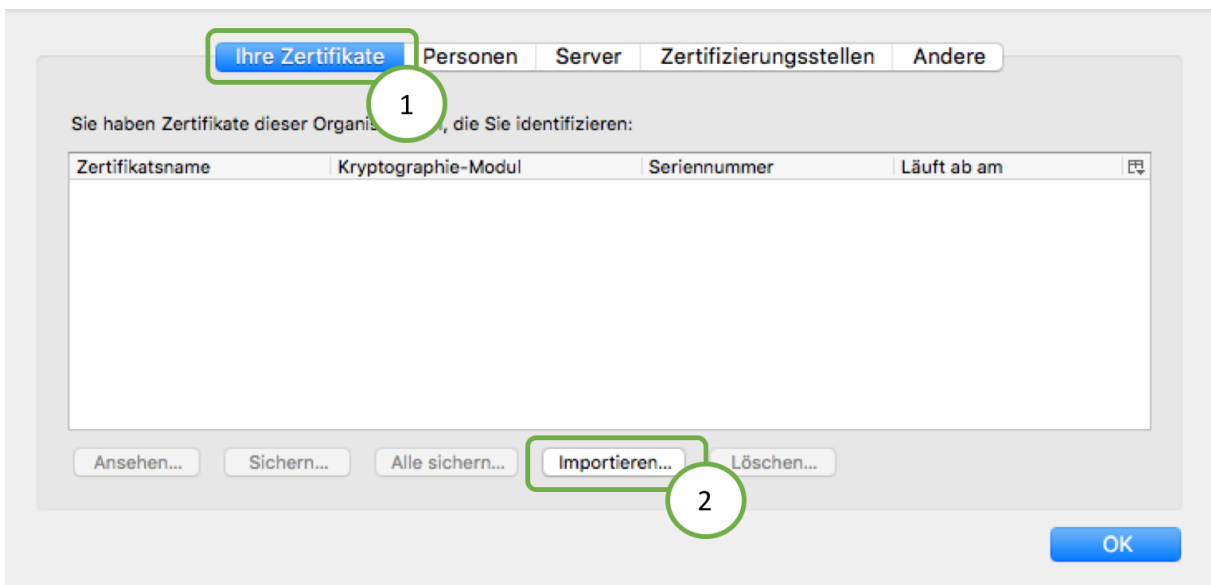 Ihre Zertifikate Personen Server Zertifizierungsstellen Andere
1
Sie haben Zertifikate dieser , die Sie identifizieren:
Zertifikatsname Kryptographie-Modul Seriennummer Läuft ab am
Ansehen... Sichern... Alle sichern... Importieren... Löschen...
2
OK